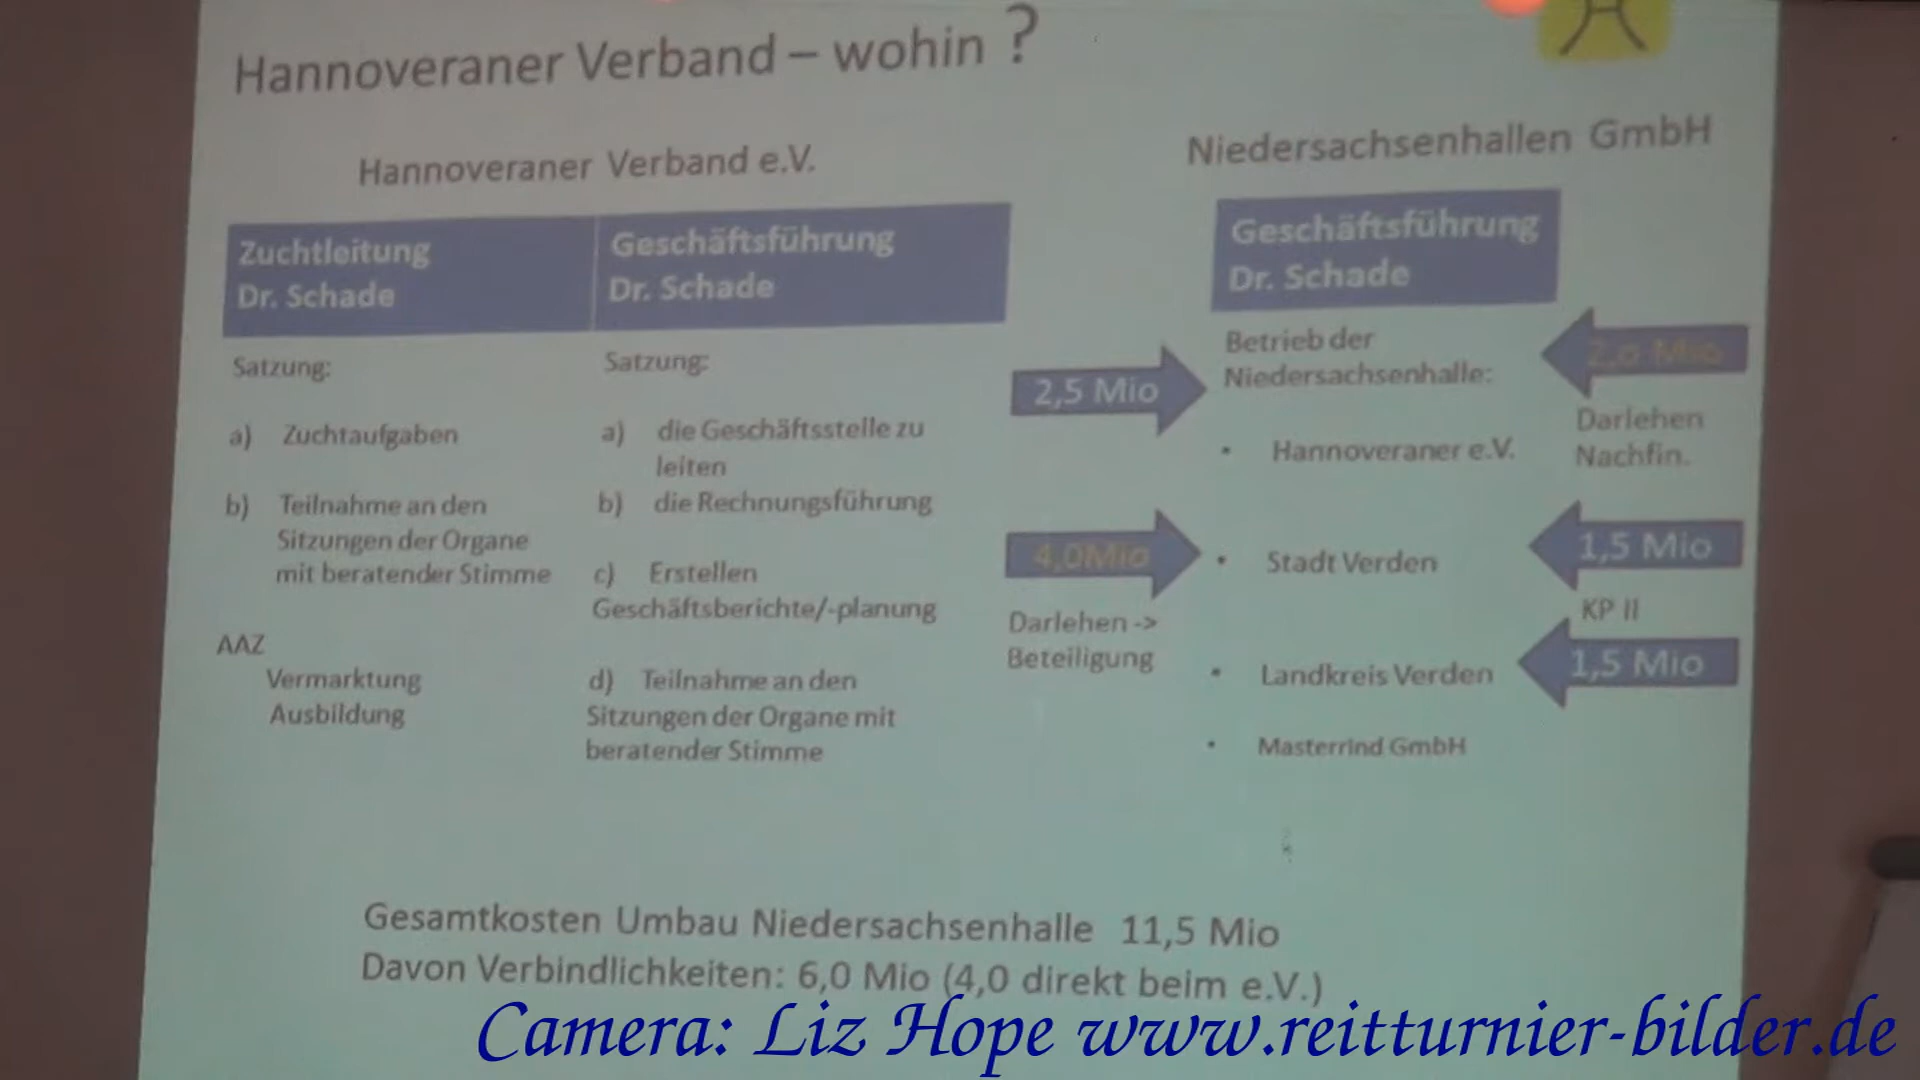 Hannoveraner Verband – wohin ?
Hannoveraner Verband e.V.
Zuchtleitung
Dr. Schade
Geschäftsführung
Dr. Schade
Satzung:
a) Zuchtaufgaben
b) Teilnahme an den
Sitzungen der Organe
mit beratender Stimme
AAZ
Vermarktung
Ausbildung
Satzung:
a) die Geschäftsstelle zu
leiten
b) die Rechnungsführung
c) Erstellen
Geschäftsberichte/-planung
d) Teilnahme an den
Sitzungen der Organe mit
beratender Stimme
2,5 Mio
4,0Mio
Darlehen ->
Beteiligung
Niedersachsenhallen GmbH
Geschäftsführung
Dr. Schade
Betrieb der
Niedersachsenhalle:
• Hannoveraner e.V.
• Stadt Verden
• Landkreis Verden
• Masterrind GmbH
2,o Mio
Darlehen
Nachfin.
1,5 Mio
KP II
1,5 Mio
Gesamtkosten Umbau Niedersachsenhalle 11,5 Mio
Davon Verbindlichkeiten: 6,0 Mio (4,0 direkt beim e.V.)
Camera: Liz Hope www.reitturnier-bilder.de